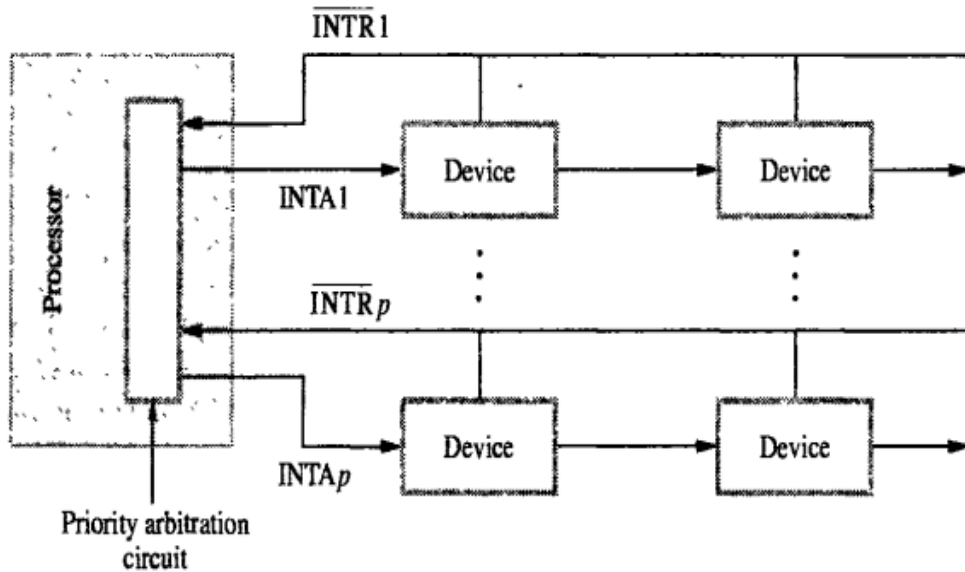 INTR1
Device
Device
INTA1
Processor
INTRp
Device
Device
INTAp
Priority arbitration
circuit